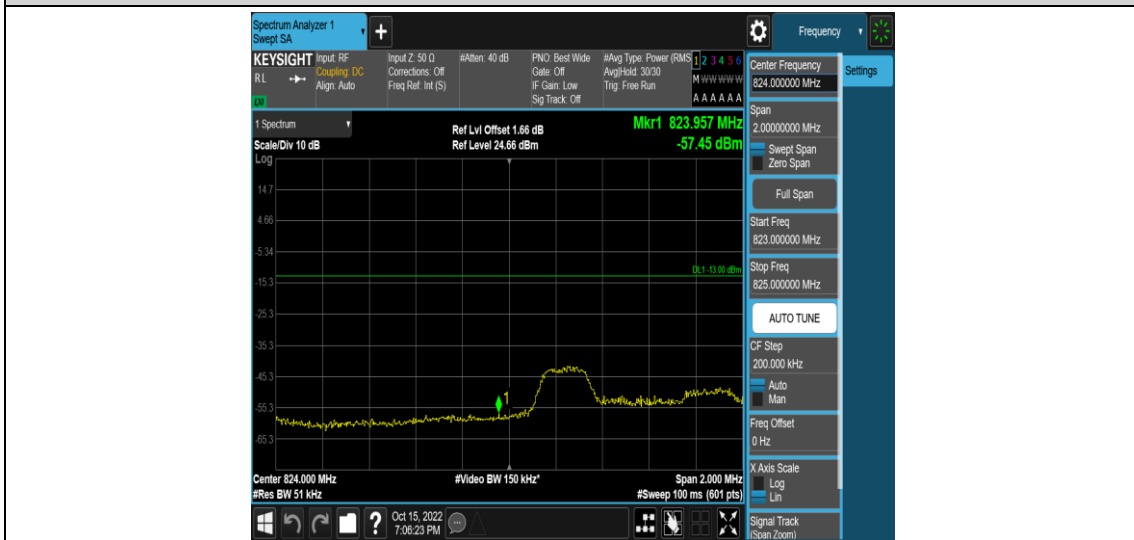 Spectrum Analyzer 1
Swept SA
+
Frequency
KEYSIGHT
RL
LXI
Input: RF
Coupling: DC
Align: Auto
Input Z: 50 Ω
Corrections: Off
Freq Ref: Int (S)
#Atten: 40 dB
PNO: Best Wide
Gate: Off
IF Gain: Low
Sig Track: Off
#Avg Type: Power (RMS
Avg|Hold: 30/30
Trig: Free Run
1 2 3 4 5 6
M W W W W W
A A A A A A
1 Spectrum
Scale/Div 10 dB
Log
Ref Lvl Offset 1.66 dB
Ref Level 24.66 dBm
Mkr1 823.957 MHz
-57.45 dBm
14.7
4.66
-5.34
DL1 -13.00 dBm
-15.3
-25.3
-35.3
-45.3
1
-55.3
-65.3
Center 824.000 MHz
#Res BW 51 kHz
#Video BW 150 kHz*
Span 2.000 MHz
#Sweep 100 ms (601 pts)
?
Oct 15, 2022
7:06:23 PM
Center Frequency
824.000000 MHz
Settings
Span
2.00000000 MHz
Swept Span
Zero Span
Full Span
Start Freq
823.000000 MHz
Stop Freq
825.000000 MHz
AUTO TUNE
CF Step
200.000 kHz
Auto
Man
Freq Offset
0 Hz
X Axis Scale
Log
Lin
Signal Track
(Span Zoom)